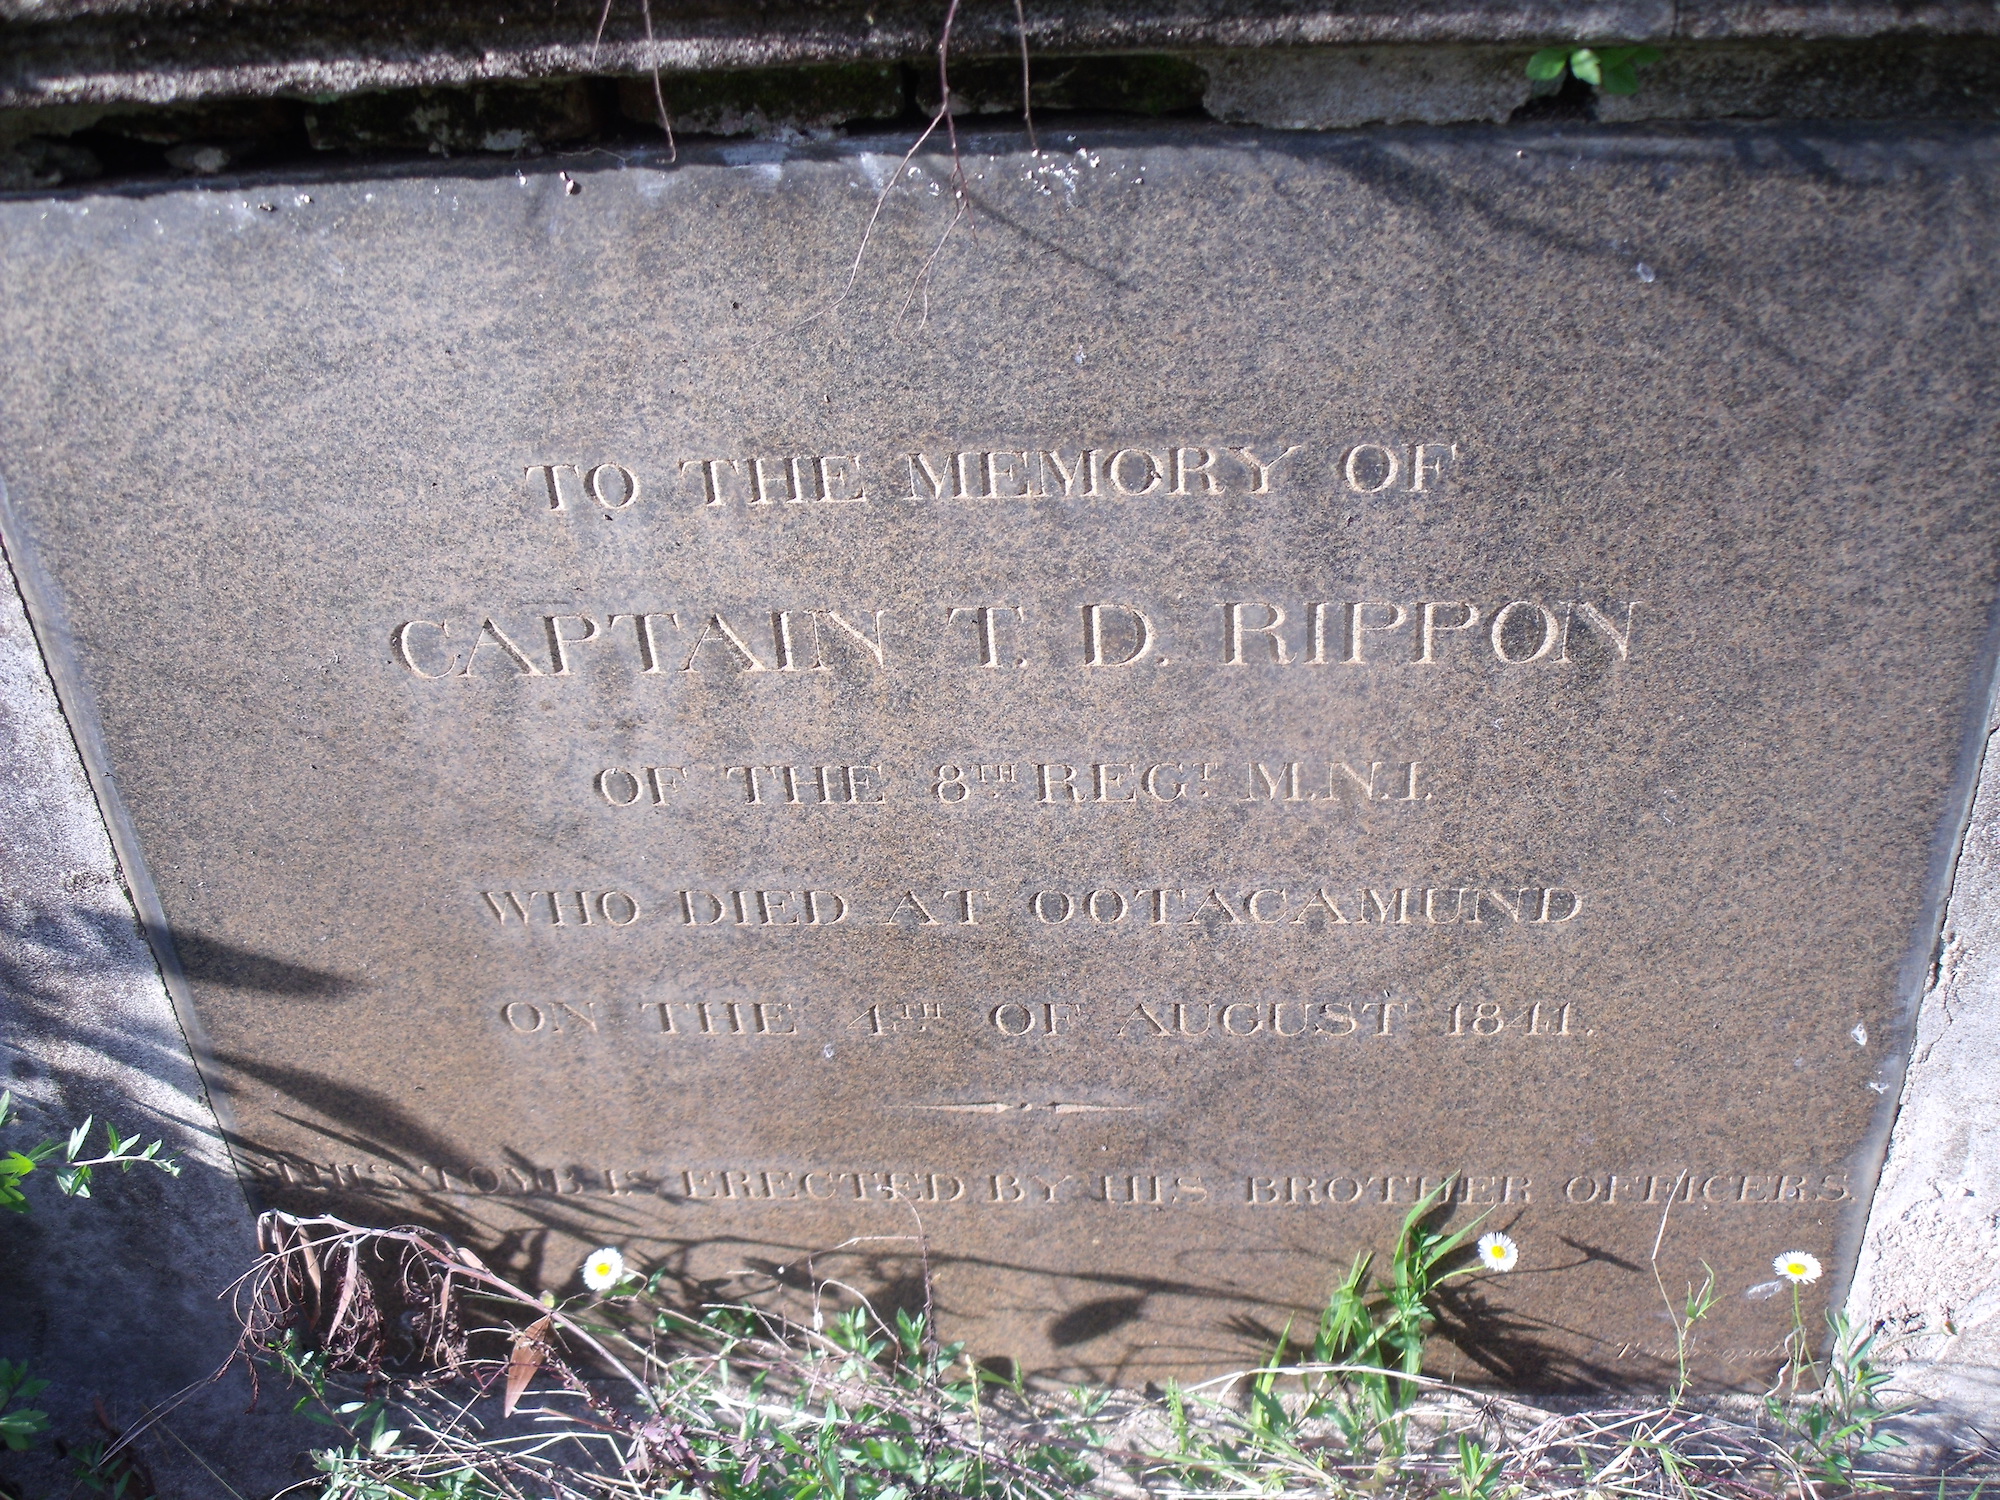 TO THE MEMORY OF
CAPTAIN T. D. RIPPON
OF THE 8TH REGT M.N.I.
WHO DIED AT OOTACAMUND
ON THE 4TH OF AUGUST 1841.
THIS TOMB IS ERECTED BY HIS BROTHER OFFICERS.